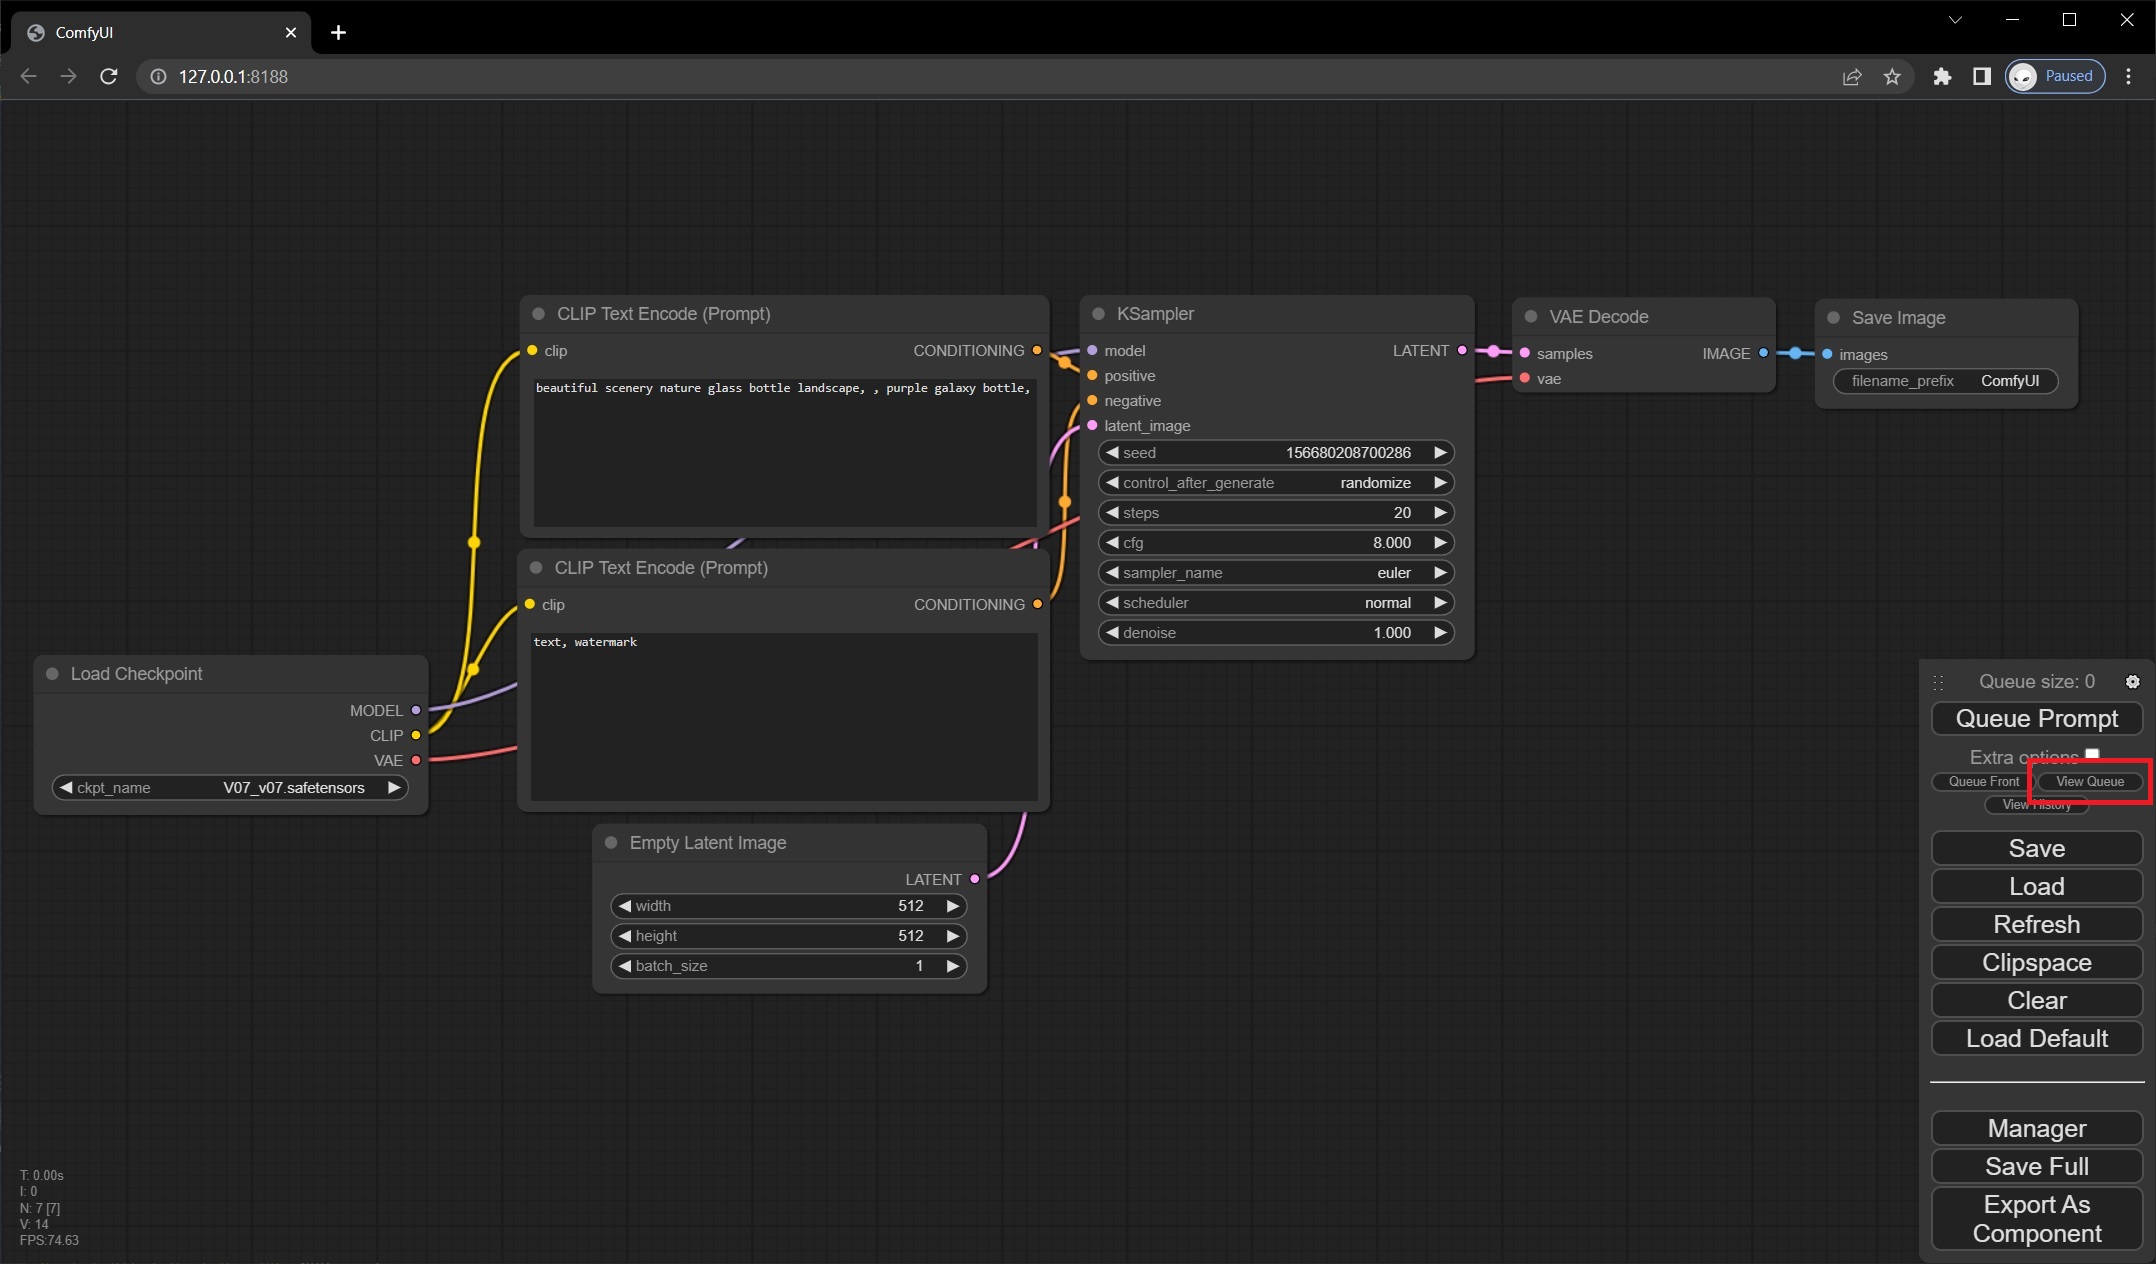 ComfyUI
127.0.0.1:8188
Paused
CLIP Text Encode (Prompt)
clip
CONDITIONING
beautiful scenery nature glass bottle landscape, , purple galaxy bottle,
CLIP Text Encode (Prompt)
clip
CONDITIONING
text, watermark
Load Checkpoint
MODEL
CLIP
VAE
ckpt_name V07_v07.safetensors
Empty Latent Image
LATENT
width 512
height 512
batch_size 1
KSampler
model LATENT
positive
negative
latent_image
seed 156680208700286
control_after_generate randomize
steps 20
cfg 8.000
sampler_name euler
scheduler normal
denoise 1.000
VAE Decode
samples IMAGE
vae
Save Image
images
filename_prefix ComfyUI
Queue size: 0
Queue Prompt
Extra options
Queue Front View Queue
View History
Save
Load
Refresh
Clipspace
Clear
Load Default
Manager
Save Full
Export As
Component
T: 0.00s
I: 0
N: 7 [7]
V: 14
FPS:74.63